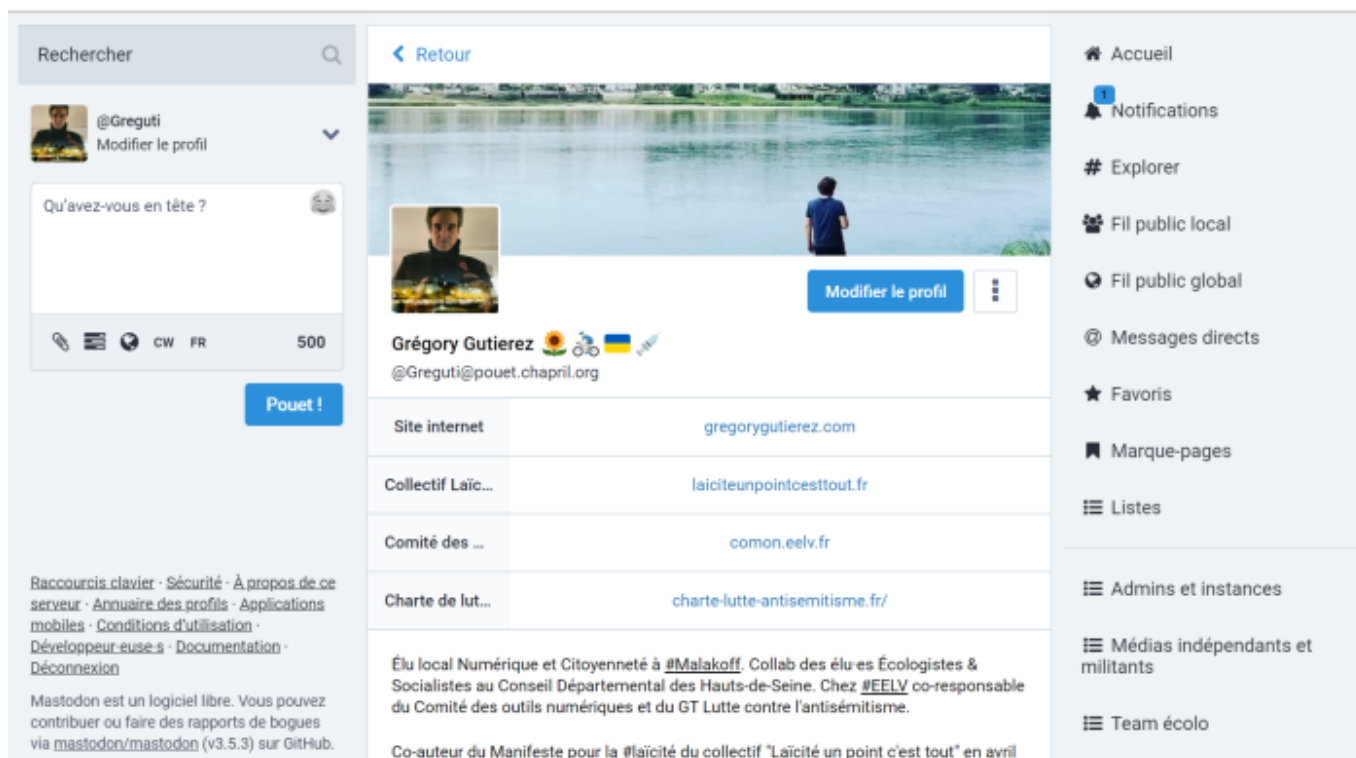 Rechercher
@Greguti
Modifier le profil
Qu'avez-vous en tête ?
CW FR 500
Pouet !
Raccourcis clavier · Sécurité · À propos de ce
serveur · Annuaire des profils · Applications
mobiles · Conditions d'utilisation ·
Développeur·euse·s · Documentation ·
Déconnexion
Mastodon est un logiciel libre. Vous pouvez
contribuer ou faire des rapports de bogues
via mastodon/mastodon (v3.5.3) sur GitHub.
Retour
Modifier le profil
Grégory Gutierez 🌻 🚴 🇺🇦 💉
@Greguti@pouet.chapril.org
Site internet gregorygutierez.com
Collectif Laïc... laiciteunpointcesttout.fr
Comité des ... comon.eelv.fr
Charte de lut... charte-lutte-antisemitisme.fr/
Élu local Numérique et Citoyenneté à #Malakoff. Collab des élu·es Écologistes &
Socialistes au Conseil Départemental des Hauts-de-Seine. Chez #EELV co-responsable
du Comité des outils numériques et du GT Lutte contre l'antisémitisme.
Co-auteur du Manifeste pour la #laïcité du collectif "Laïcité un point c'est tout" en avril
Accueil
1
Notifications
# Explorer
Fil public local
Fil public global
@ Messages directs
Favoris
Marque-pages
Listes
Admins et instances
Médias indépendants et
militants
Team écolo